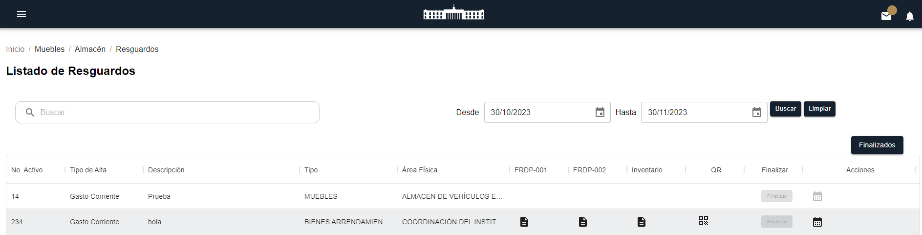 Inicio / Muebles / Almacén / Resguardos
Listado de Resguardos
Buscar
Desde 30/10/2023 Hasta 30/11/2023 Buscar Limpiar
Finalizados
No. Activo Tipo de Alta Descripción Tipo Área Física FRDP-001 FRDP-002 Inventario QR Finalizar Acciones
14 Gasto Corriente Prueba MUEBLES ALMACEN DE VEHÍCULOS E... Finalizar
234 Gasto Corriente hola BIENES ARRENDAMIEN COORDINACIÓN DEL INSTIT Finalizar